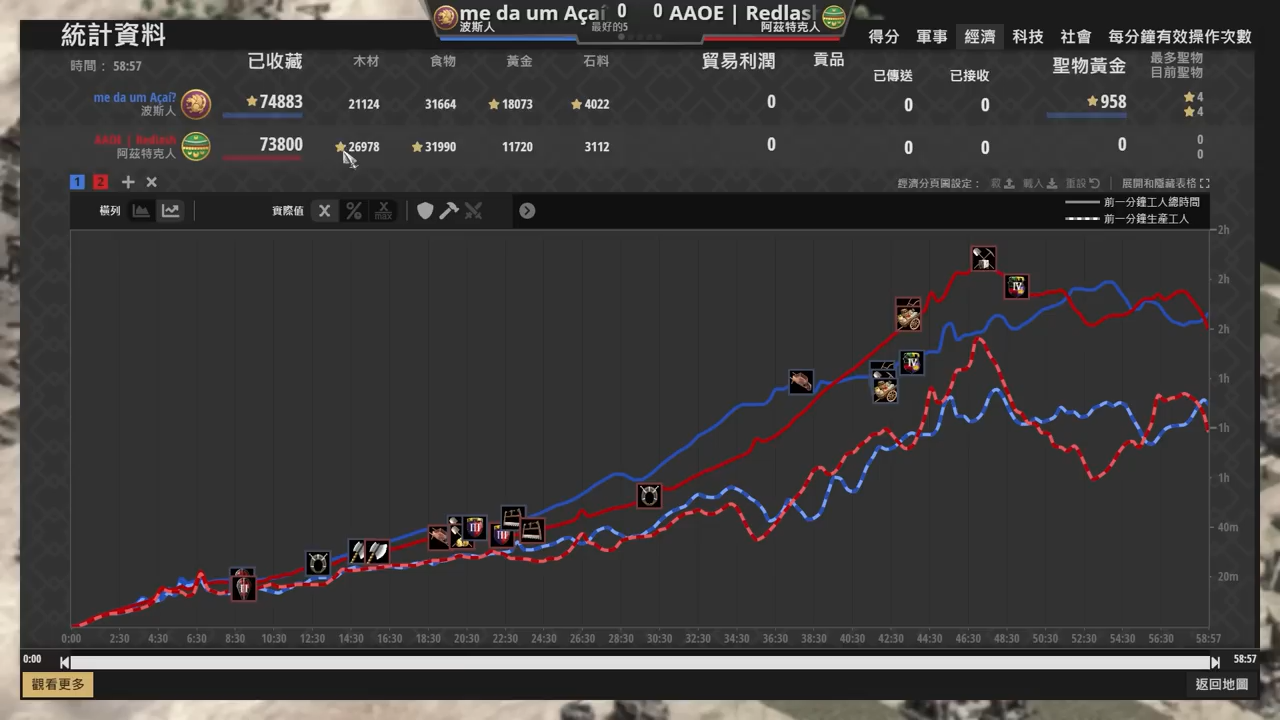 me da um Açaí 0 0 AAOE | Redlash
波斯人 最好的5 阿茲特克人
統計資料
得分 軍事 經濟 科技 社會 每分鐘有效操作次數
時間： 58:57
已收藏 木材 食物 黃金 石料 貿易利潤 貢品 已傳送 已接收 聖物黃金 最多聖物
目前聖物
me da um Açaí?
波斯人
74883 21124 31664 18073 4022 0 0 0 958 4
4
AAOE | Redlash
阿茲特克人
73800 26978 31990 11720 3112 0 0 0 0 0
0
1 2 + ×
經濟分頁圖設定： 載入 重設 展開和隱藏表格
橫列 實際值 X % X max
前一分鐘工人總時間
前一分鐘生產工人
2h
2h
2h
1h
1h
1h
40m
20m
IV
IV
III
III
II
0:00 2:30 4:30 6:30 8:30 10:30 12:30 14:30 16:30 18:30 20:30 22:30 24:30 26:30 28:30 30:30 32:30 34:30 36:30 38:30 40:30 42:30 44:30 46:30 48:30 50:30 52:30 54:30 56:30 58:57
0:00 58:57
觀看更多 返回地圖